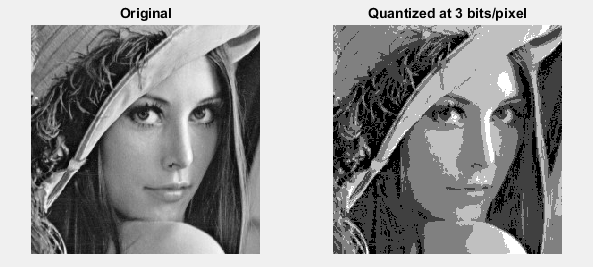 Original
Quantized at 3 bits/pixel